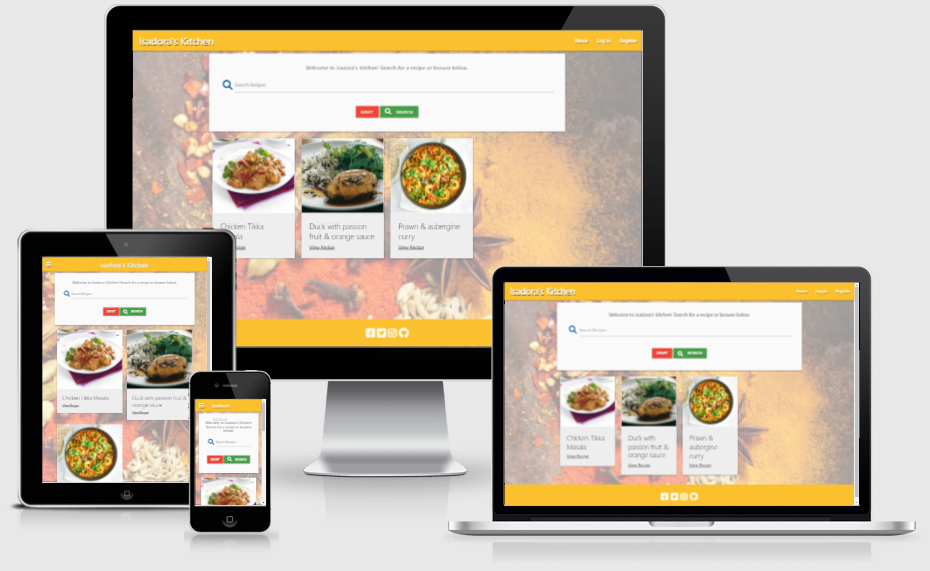 Isadora's Kitchen
Home Log In Register
Welcome to Isadora's Kitchen! Search for a recipe or browse below.
Search Recipes
RESET SEARCH
Chicken Tikka
Duck with passion
fruit & orange sauce
View Recipe
Prawn & aubergine
curry
View Recipe
Isadora's Kitchen
Welcome to Isadora's Kitchen! Search for a recipe or browse below.
Search Recipes
RESET SEARCH
Chicken Tikka Masala
View Recipe
Duck with passion fruit &
orange sauce
View Recipe
Isadora's
Welcome to Isadora's Kitchen!
Search for a recipe or browse
below.
Search Recipes
RESET SEARCH
Isadora's Kitchen
Home Log In Register
Welcome to Isadora's Kitchen! Search for a recipe or browse below.
Search Recipes
RESET SEARCH
Chicken Tikka
Masala
View Recipe
Duck with
passion fruit &
orange sauce
View Recipe
Prawn &
aubergine
curry
View Recipe